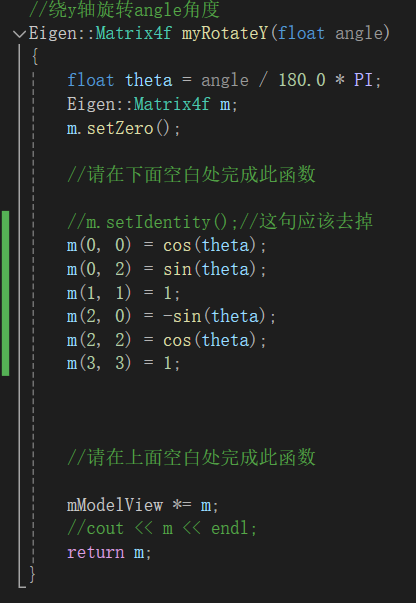 //绕y轴旋转angle角度
Eigen::Matrix4f myRotateY(float angle)
{
float theta = angle / 180.0 * PI;
Eigen::Matrix4f m;
m.setZero();
//请在下面空白处完成此函数
//m.setIdentity();//这句应该去掉
m(0, 0) = cos(theta);
m(0, 2) = sin(theta);
m(1, 1) = 1;
m(2, 0) = -sin(theta);
m(2, 2) = cos(theta);
m(3, 3) = 1;
//请在上面空白处完成此函数
mModelView *= m;
//cout << m << endl;
return m;
}